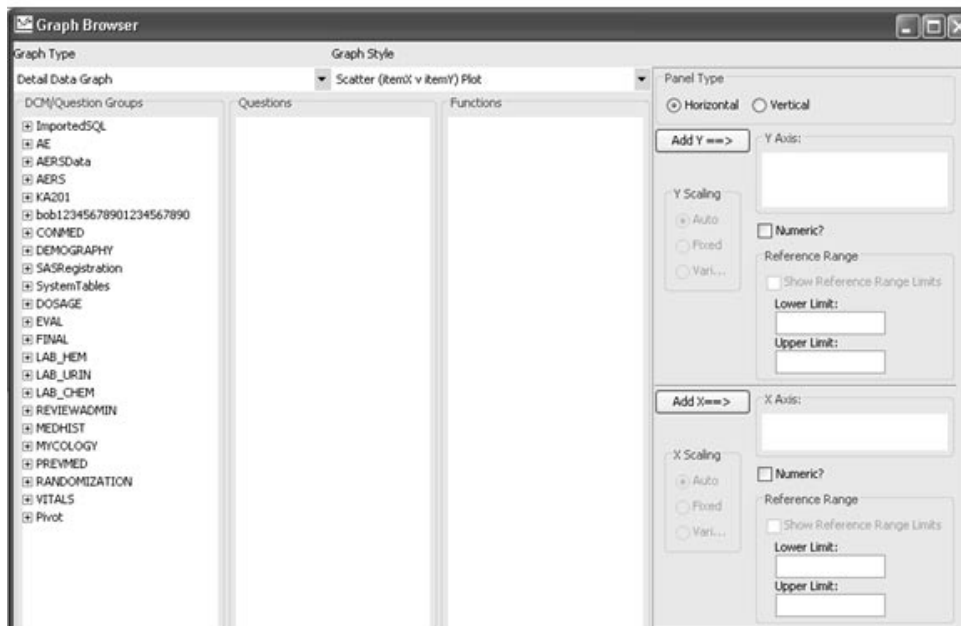 Graph Browser
Graph Type
Graph Style
Detail Data Graph
Scatter (itemX v itemY) Plot
DCM/Question Groups
ImportedSQL
AE
AERSData
AERS
KA201
bob12345678901234567890
CONMED
DEMOGRAPHY
SASRegistration
SystemTables
DOSAGE
EVAL
FINAL
LAB_HEM
LAB_URIN
LAB_CHEM
REVIEWADMIN
MEDHIST
MYCOLOGY
PREVMED
RANDOMIZATION
VITALS
Pivot
Questions
Functions
Panel Type
Horizontal
Vertical
Add Y ==>
Y Axis:
Y Scaling
Auto
Fixed
Vari...
Numeric?
Reference Range
Show Reference Range Limits
Lower Limit:
Upper Limit:
Add X==>
X Axis:
X Scaling
Auto
Fixed
Vari...
Numeric?
Reference Range
Show Reference Range Limits
Lower Limit:
Upper Limit: